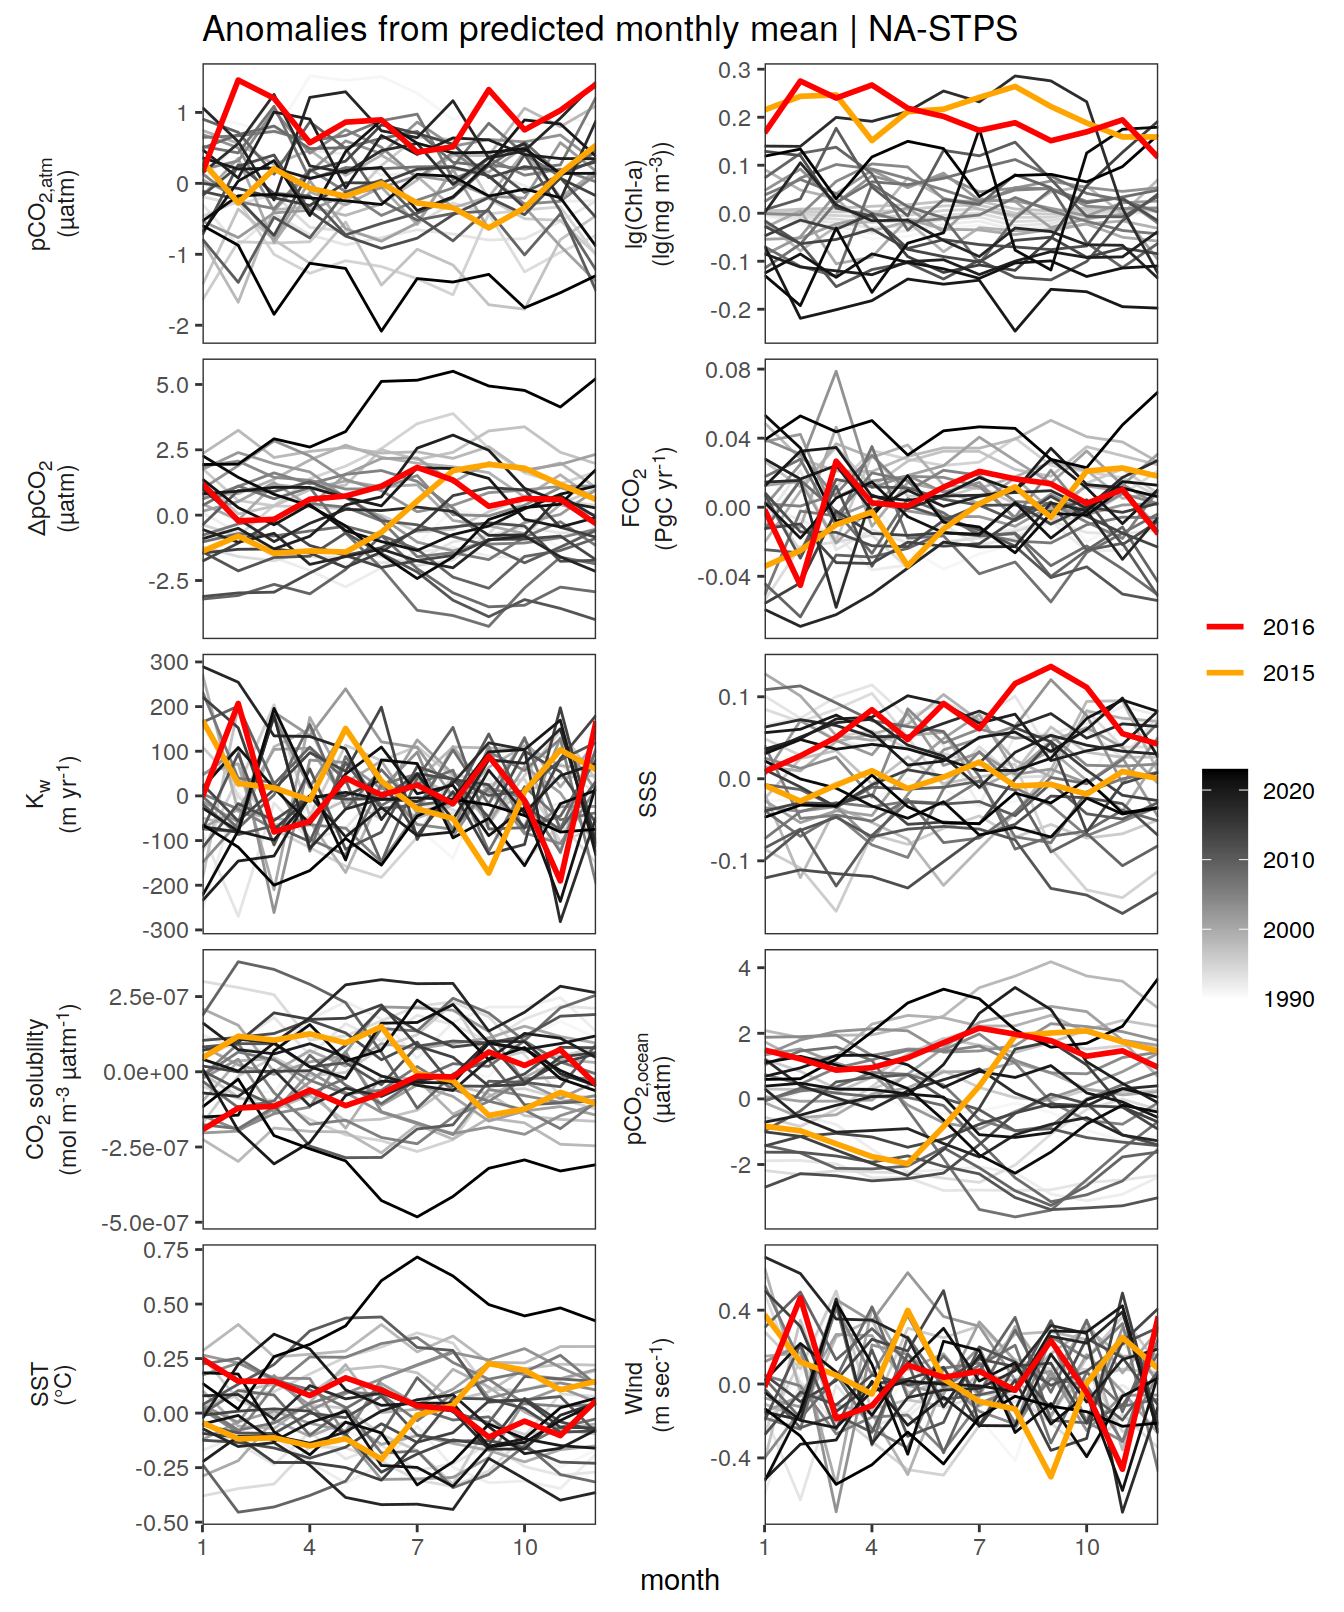 Anomalies from predicted monthly mean | NA-STPS
pCO2,atm
(µatm)
1
0
-1
-2
lg(Chl-a)
(lg(mg m-3))
0.3
0.2
0.1
0.0
-0.1
-0.2
ΔpCO2
(µatm)
5.0
2.5
0.0
-2.5
FCO2
(PgC yr-1)
0.08
0.04
0.00
-0.04
Kw
(m yr-1)
300
200
100
0
-100
-200
-300
SSS
0.1
0.0
-0.1
CO2 solubility
(mol m-3 µatm-1)
2.5e-07
0.0e+00
-2.5e-07
-5.0e-07
pCO2,ocean
(µatm)
4
2
0
-2
SST
(°C)
0.75
0.50
0.25
0.00
-0.25
-0.50
Wind
(m sec-1)
0.4
0.0
-0.4
1 4 7 10
1 4 7 10
month
2016
2015
2020
2010
2000
1990